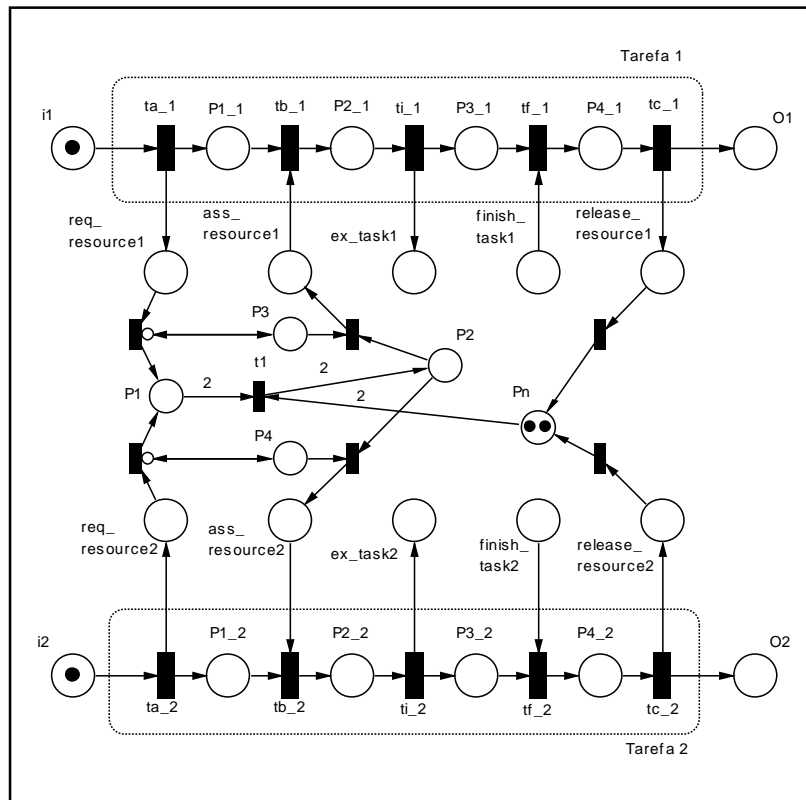 Tarefa 1
i1
ta_1
P1_1
tb_1
P2_1
ti_1
P3_1
tf_1
P4_1
tc_1
O1
req_
resource1
ass_
resource1
ex_task1
finish_
task1
release_
resource1
P3
P2
t1
2
2
2
P1
Pn
P4
req_
resource2
ass_
resource2
ex_task2
finish_
task2
release_
resource2
i2
P1_2
P2_2
P3_2
P4_2
O2
ta_2
tb_2
ti_2
tf_2
tc_2
Tarefa 2